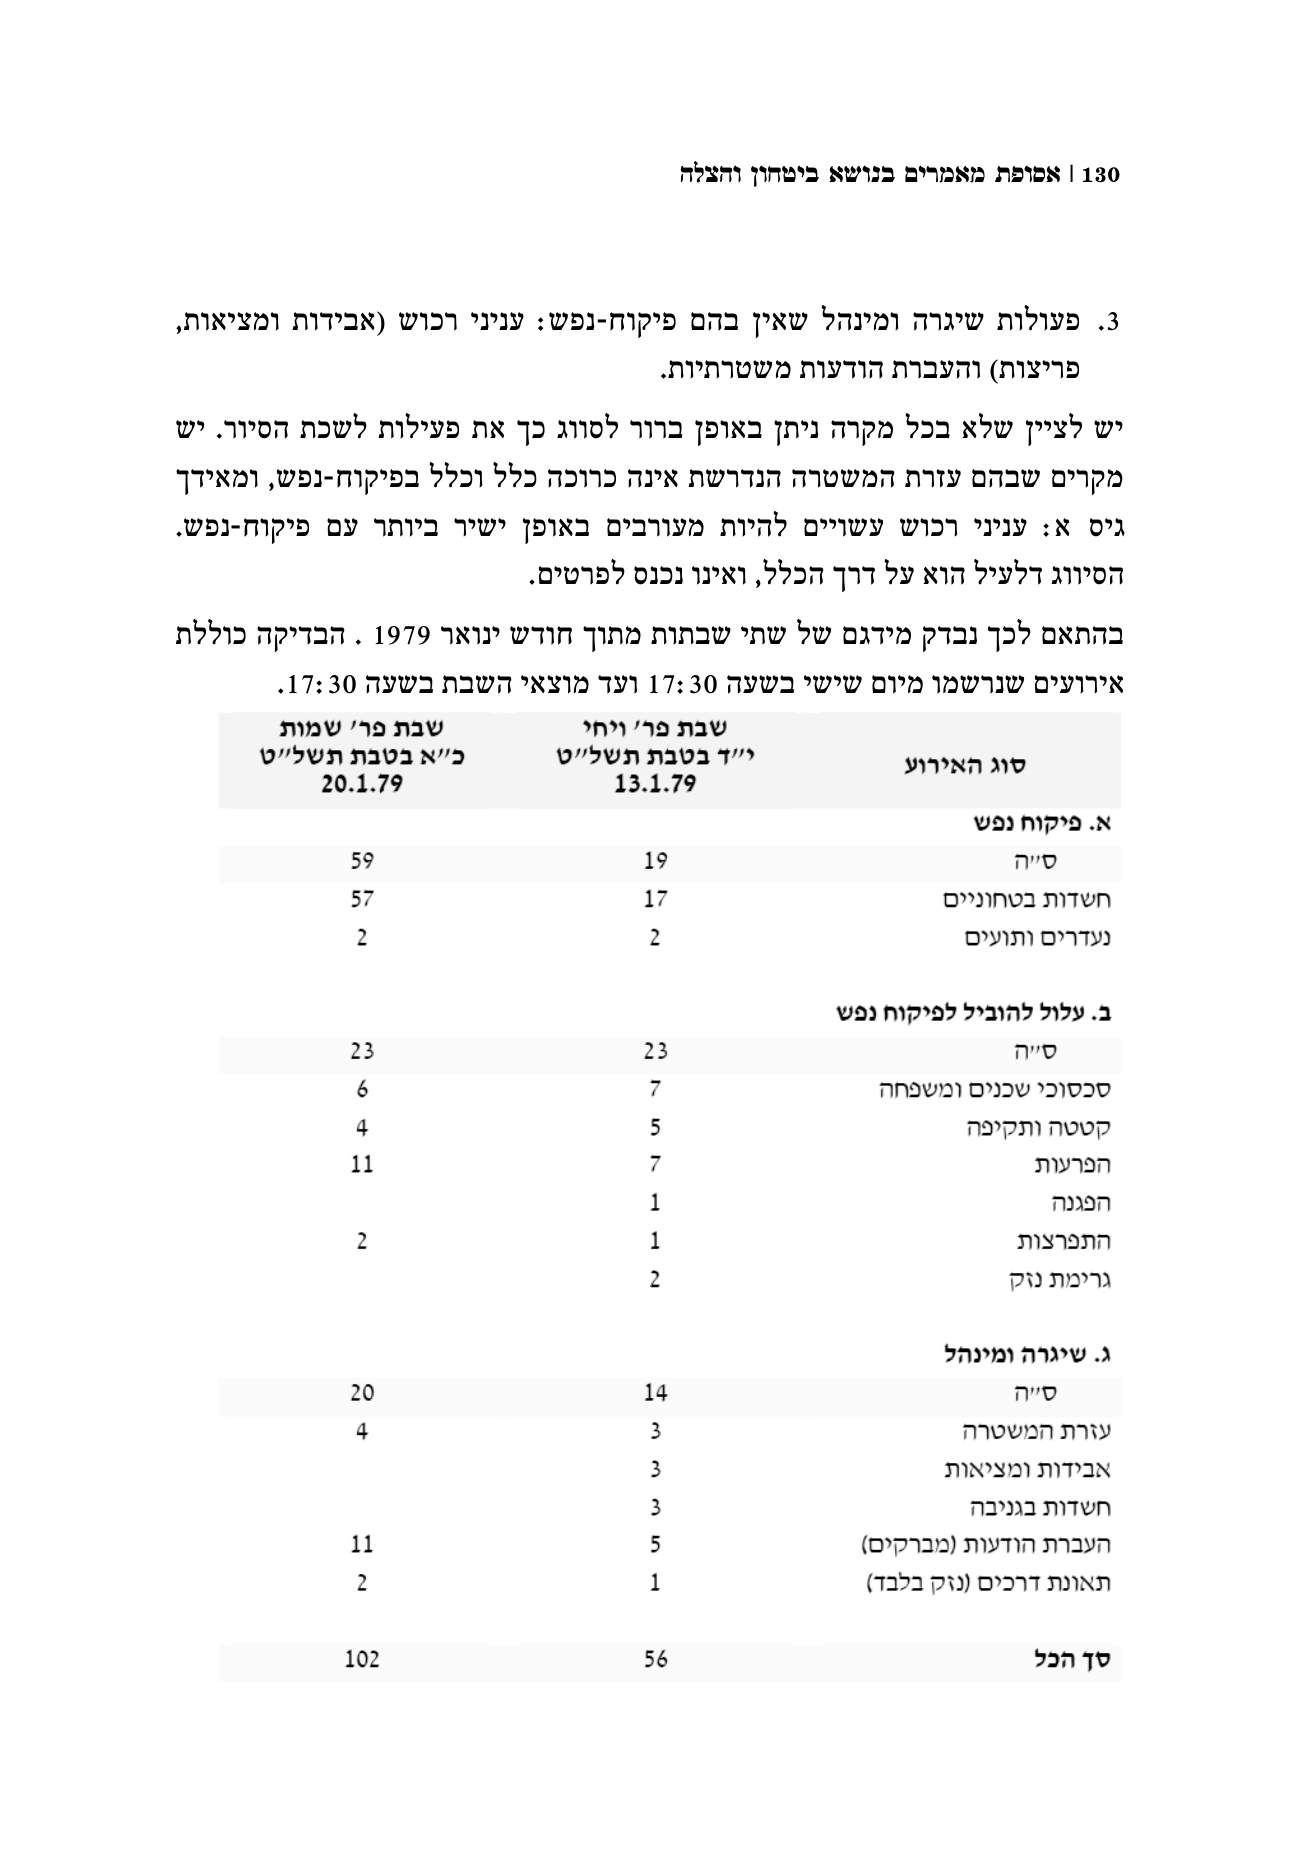 130 | אסופת מאמרים בנושא ביטחון והצלה
3. פעולות שיגרה ומינהל שאין בהם פיקוח-נפש: עניני רכוש (אבידות ומציאות,
פריצות) והעברת הודעות משטרתיות.
יש לציין שלא בכל מקרה ניתן באופן ברור לסווג כך את פעילות לשכת הסיור. יש
מקרים שבהם עזרת המשטרה הנדרשת אינה כרוכה כלל וכלל בפיקוח-נפש, ומאידך
גיס א: עניני רכוש עשויים להיות מעורבים באופן ישיר ביותר עם פיקוח-נפש.
הסיווג דלעיל הוא על דרך הכלל, ואינו נכנס לפרטים.
בהתאם לכך נבדק מידגם של שתי שבתות מתוך חודש ינואר 1979 . הבדיקה כוללת
אירועים שנרשמו מיום שישי בשעה 17:30 ועד מוצאי השבת בשעה 17:30.
סוג האירוע
שבת פר׳ ויחי
י״ד בטבת תשל״ט
13.1.79
שבת פר׳ שמות
כ״א בטבת תשל״ט
20.1.79
א. פיקוח נפש
ס״ה 19 59
חשדות בטחוניים 17 57
נעדרים ותועים 2 2
ב. עלול להוביל לפיקוח נפש
ס״ה 23 23
סכסוכי שכנים ומשפחה 7 6
קטטה ותקיפה 5 4
הפרעות 7 11
הפגנה 1
התפרצות 1 2
גרימת נזק 2
ג. שיגרה ומינהל
ס״ה 14 20
עזרת המשטרה 3 4
אבידות ומציאות 3
חשדות בגניבה 3
העברת הודעות (מברקים) 5 11
תאונת דרכים (נזק בלבד) 1 2
סך הכל 56 102